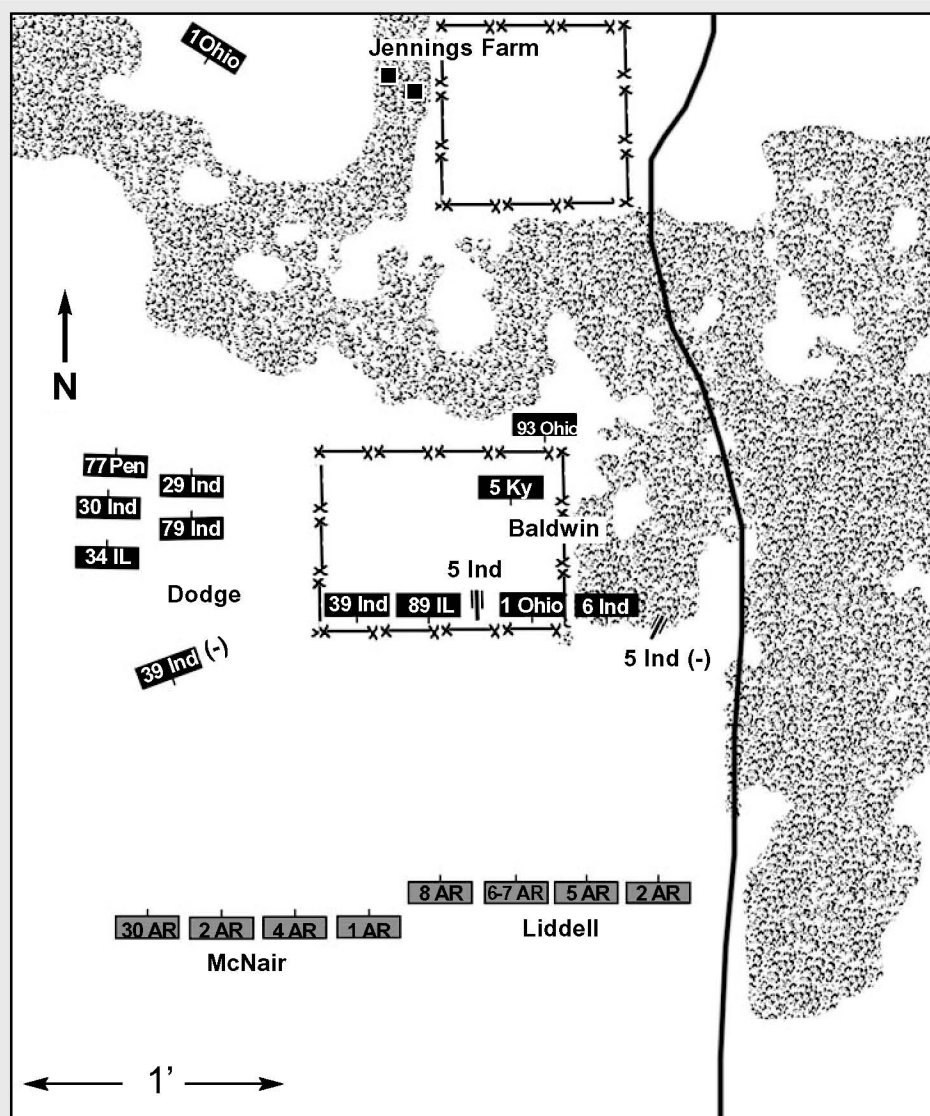 1Ohio
Jennings Farm
N
93 Ohio
77 Pen
29 Ind
5 Ky
30 Ind
79 Ind
Baldwin
34 IL
5 Ind
Dodge
39 Ind
89 IL
1 Ohio
6 Ind
39 Ind (-)
5 Ind (-)
8 AR
6-7 AR
5 AR
2 AR
30 AR
2 AR
4 AR
1 AR
Liddell
McNair
1’